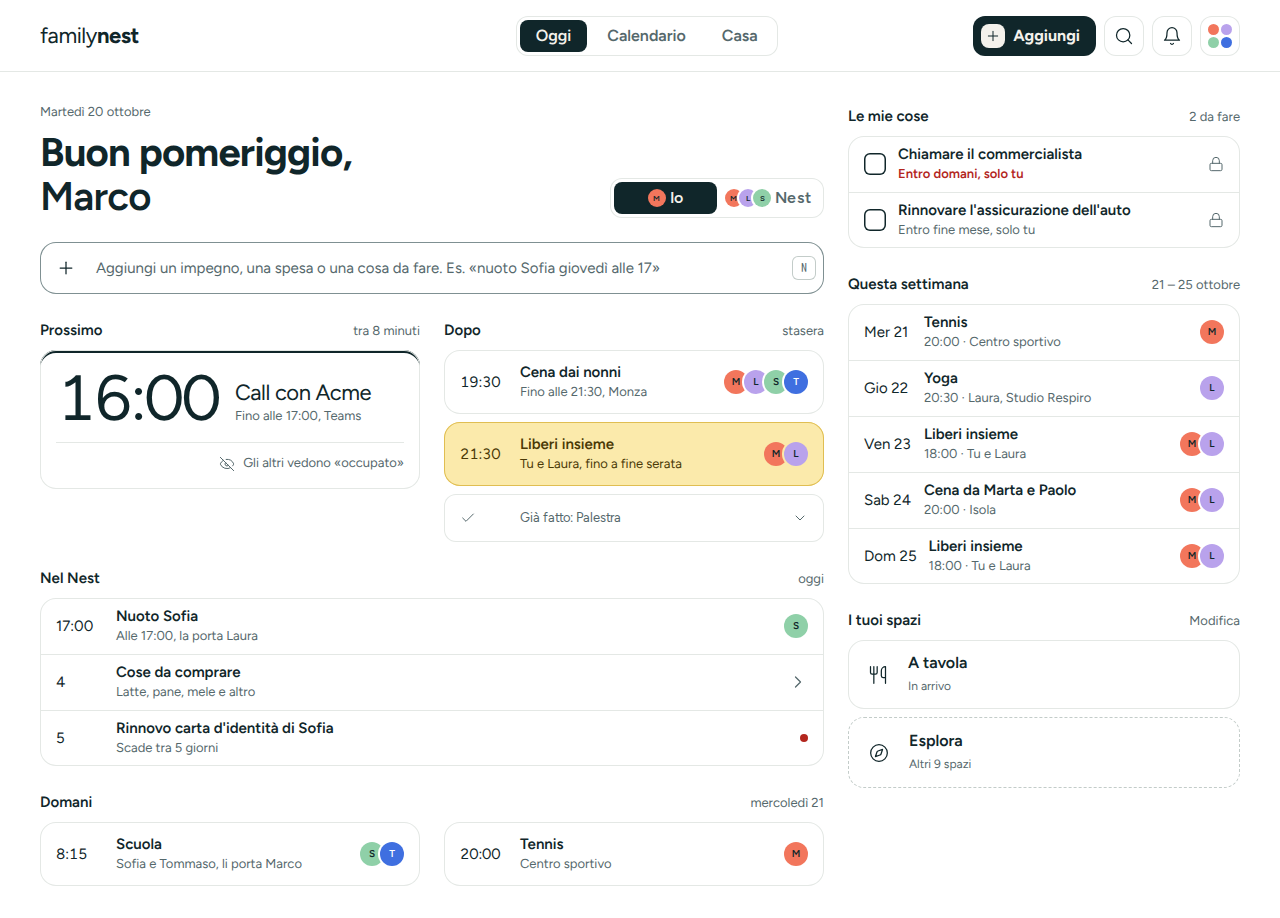 familynest
Oggi
Calendario
Casa
Aggiungi
Martedì 20 ottobre
Buon pomeriggio,
Marco
M Io
M L S Nest
Aggiungi un impegno, una spesa o una cosa da fare. Es. «nuoto Sofia giovedì alle 17»
N
Prossimo
tra 8 minuti
16:00
Call con Acme
Fino alle 17:00, Teams
Gli altri vedono «occupato»
Dopo
stasera
19:30
Cena dai nonni
Fino alle 21:30, Monza
M L S T
21:30
Liberi insieme
Tu e Laura, fino a fine serata
M L
Già fatto: Palestra
Nel Nest
oggi
17:00
Nuoto Sofia
Alle 17:00, la porta Laura
S
4
Cose da comprare
Latte, pane, mele e altro
5
Rinnovo carta d'identità di Sofia
Scade tra 5 giorni
Domani
mercoledì 21
8:15
Scuola
Sofia e Tommaso, li porta Marco
S T
20:00
Tennis
Centro sportivo
M
Le mie cose
2 da fare
Chiamare il commercialista
Entro domani, solo tu
Rinnovare l'assicurazione dell'auto
Entro fine mese, solo tu
Questa settimana
21 – 25 ottobre
Mer 21
Tennis
20:00 · Centro sportivo
M
Gio 22
Yoga
20:30 · Laura, Studio Respiro
L
Ven 23
Liberi insieme
18:00 · Tu e Laura
M L
Sab 24
Cena da Marta e Paolo
20:00 · Isola
M L
Dom 25
Liberi insieme
18:00 · Tu e Laura
M L
I tuoi spazi
Modifica
A tavola
In arrivo
Esplora
Altri 9 spazi